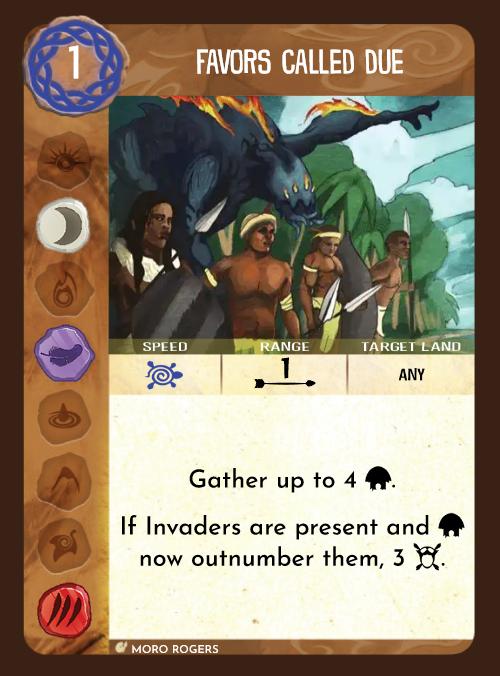 1
FAVORS CALLED DUE
SPEED RANGE TARGET LAND
1
ANY
Gather up to 4 .
If Invaders are present and
now outnumber them, 3 .
MORO ROGERS